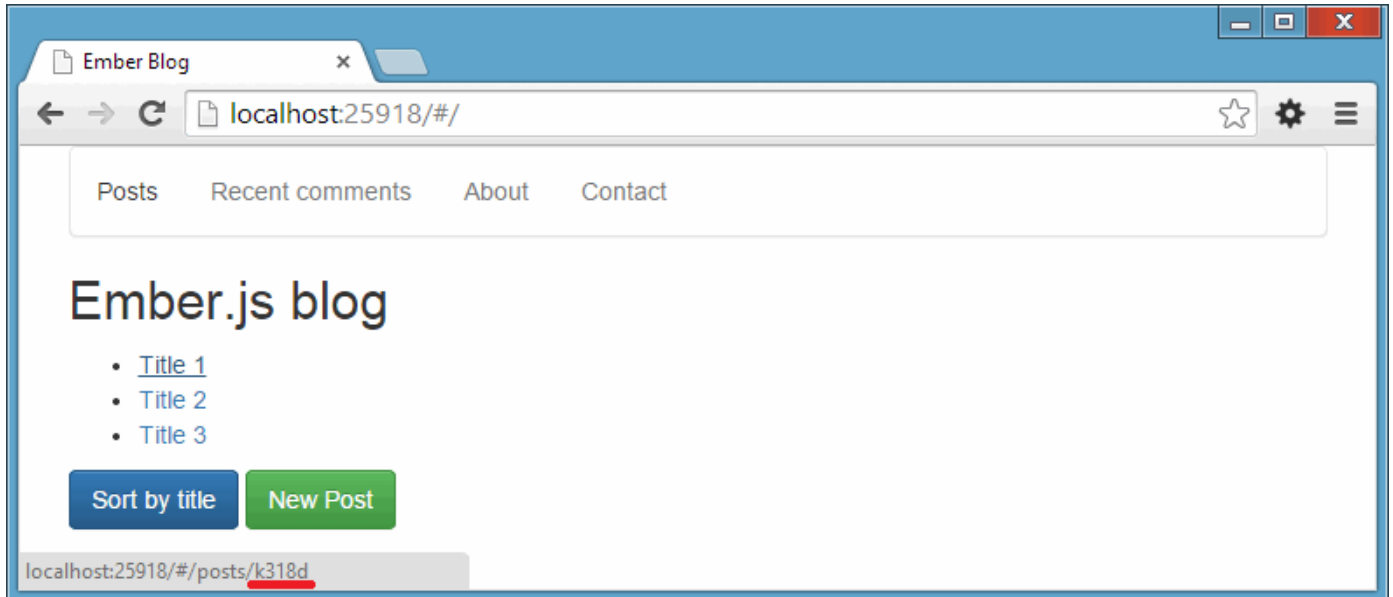 Ember Blog
localhost:25918/#/
Posts Recent comments About Contact
Ember.js blog
Title 1
Title 2
Title 3
Sort by title New Post
localhost:25918/#/posts/k318d